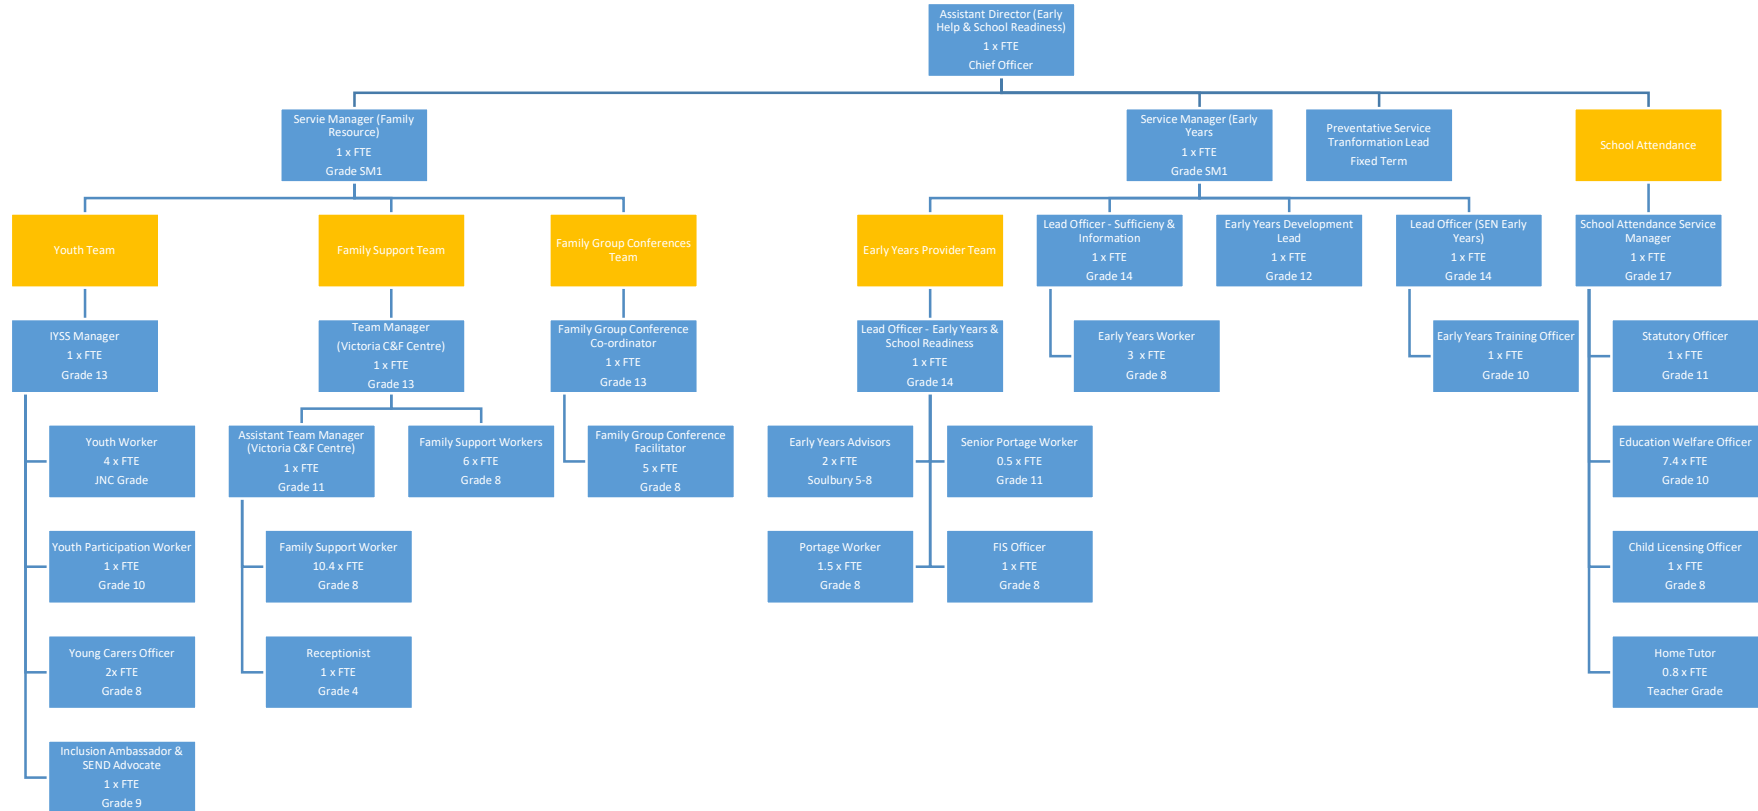 Assistant Director (Early
Help & School Readiness)
1 x FTE
Chief Officer
Servie Manager (Family
Resource)
1 x FTE
Grade SM1
Service Manager (Early
Years
1 x FTE
Grade SM1
Preventative Service
Tranformation Lead
Fixed Term
School Attendance
Youth Team
Family Support Team
Family Group Conferences
Team
Early Years Provider Team
Lead Officer - Sufficieny &
Information
1 x FTE
Grade 14
Early Years Development
Lead
1 x FTE
Grade 12
Lead Officer (SEN Early
Years)
1 x FTE
Grade 14
School Attendance Service
Manager
1 x FTE
Grade 17
IYSS Manager
1 x FTE
Grade 13
Team Manager
(Victoria C&F Centre)
1 x FTE
Grade 13
Family Group Conference
Co-ordinator
1 x FTE
Grade 13
Lead Officer - Early Years &
School Readiness
1 x FTE
Grade 14
Early Years Worker
3 x FTE
Grade 8
Early Years Training Officer
1 x FTE
Grade 10
Statutory Officer
1 x FTE
Grade 11
Youth Worker
4 x FTE
JNC Grade
Assistant Team Manager
(Victoria C&F Centre)
1 x FTE
Grade 11
Family Support Workers
6 x FTE
Grade 8
Family Group Conference
Facilitator
5 x FTE
Grade 8
Early Years Advisors
2 x FTE
Soulbury 5-8
Senior Portage Worker
0.5 x FTE
Grade 11
Education Welfare Officer
7.4 x FTE
Grade 10
Youth Participation Worker
1 x FTE
Grade 10
Family Support Worker
10.4 x FTE
Grade 8
Portage Worker
1.5 x FTE
Grade 8
FIS Officer
1 x FTE
Grade 8
Child Licensing Officer
1 x FTE
Grade 8
Young Carers Officer
2x FTE
Grade 8
Receptionist
1 x FTE
Grade 4
Home Tutor
0.8 x FTE
Teacher Grade
Inclusion Ambassador &
SEND Advocate
1 x FTE
Grade 9